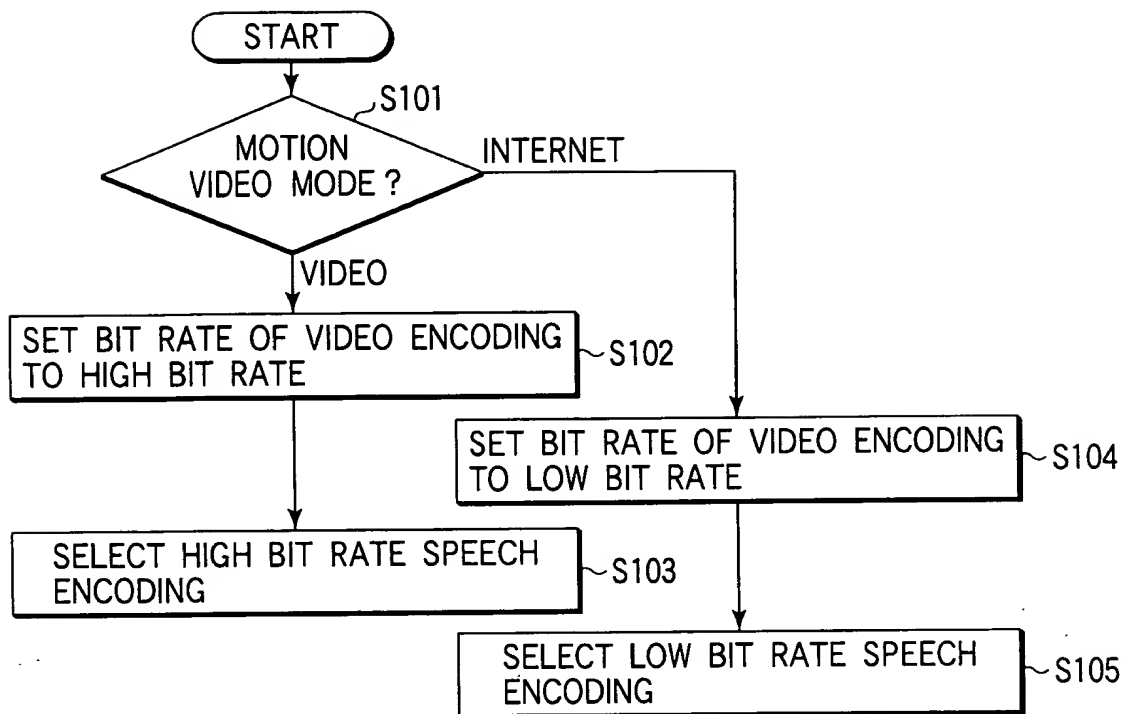 START
S101
MOTION
VIDEO MODE?
INTERNET
VIDEO
SET BIT RATE OF VIDEO ENCODING
TO HIGH BIT RATE
S102
SET BIT RATE OF VIDEO ENCODING
TO LOW BIT RATE
S104
SELECT HIGH BIT RATE SPEECH
ENCODING
S103
SELECT LOW BIT RATE SPEECH
ENCODING
S105